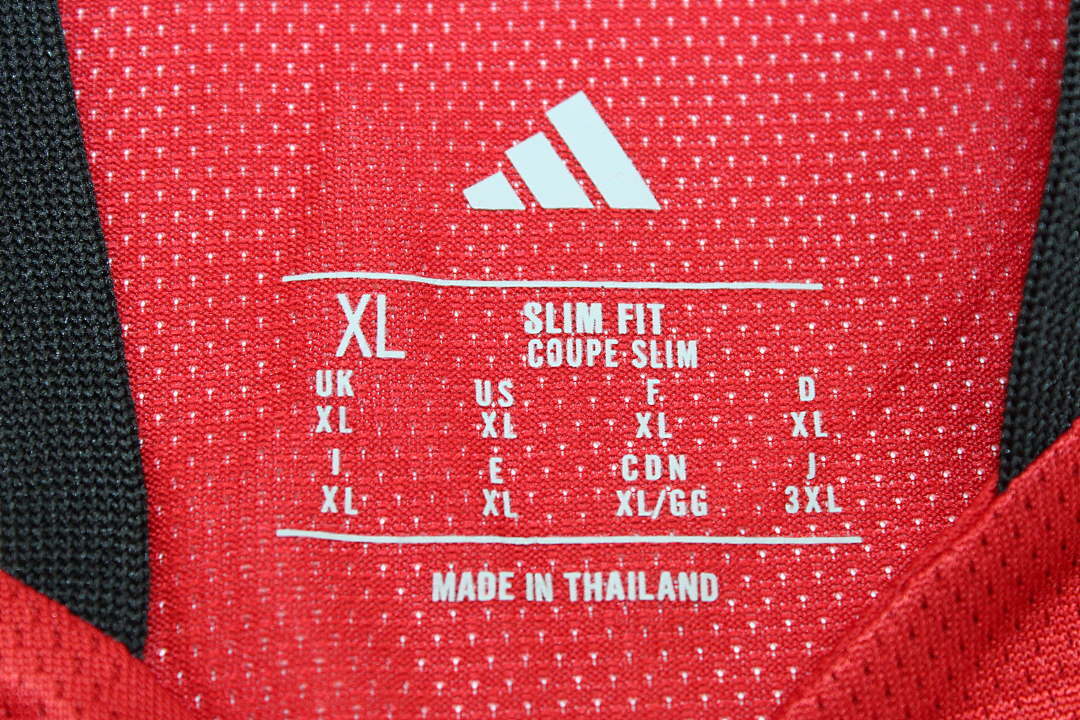 XL SLIM FIT
COUPE SLIM
UK US F D
XL XL XL XL
I E CDN J
XL XL XL/GG 3XL
MADE IN THAILAND